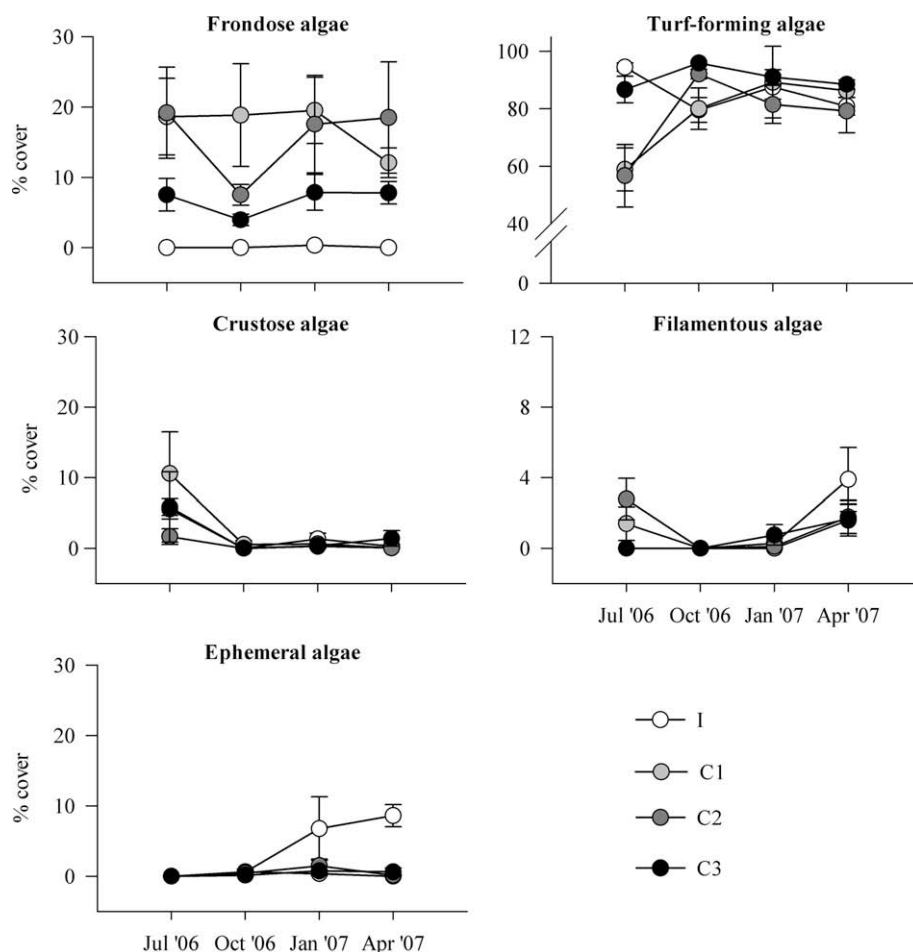 Frondose algae
30
20
10
0
% cover
Turf-forming algae
100
80
60
40
0
Crustose algae
30
20
10
0
% cover
Filamentous algae
12
8
4
0
Jul '06 Oct '06 Jan '07 Apr '07
Ephemeral algae
30
20
10
0
% cover
Jul '06 Oct '06 Jan '07 Apr '07
I
C1
C2
C3